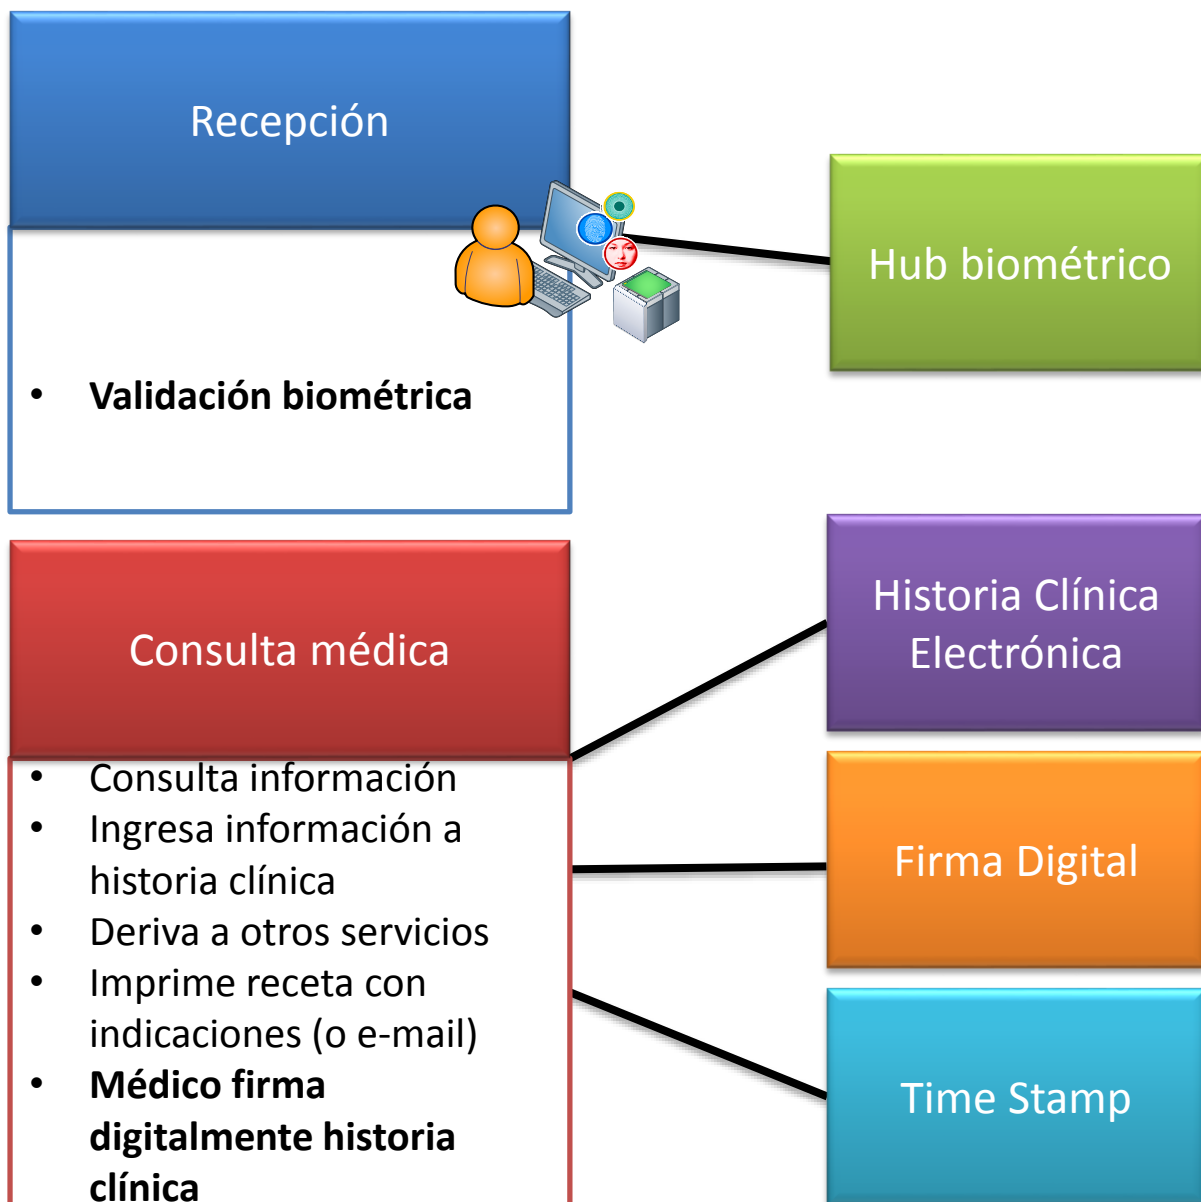 Recepción
Hub biométrico
• Validación biométrica
Consulta médica
• Consulta información
• Ingresa información a
historia clínica
• Deriva a otros servicios
• Imprime receta con
indicaciones (o e-mail)
• Médico firma
digitalmente historia
clínica
Historia Clínica
Electrónica
Firma Digital
Time Stamp